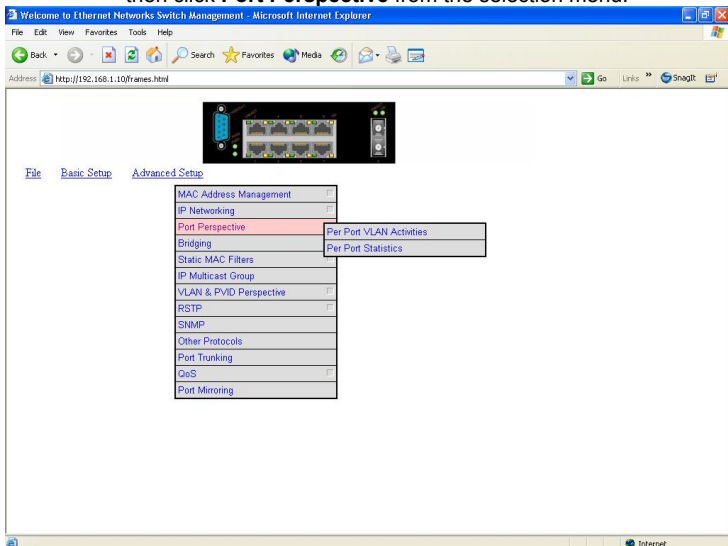 then click Port Perspective from the selection menu.
Welcome to Ethernet Networks Switch Management - Microsoft Internet Explorer
File Edit View Favorites Tools Help
Back Search Favorites Media
Address http://192.168.1.10/frames.html Go Links » SnagIt
File Basic Setup Advanced Setup
MAC Address Management
IP Networking
Port Perspective
Per Port VLAN Activities
Per Port Statistics
Bridging
Static MAC Filters
IP Multicast Group
VLAN & PVID Perspective
RSTP
SNMP
Other Protocols
Port Trunking
QoS
Port Mirroring
Internet